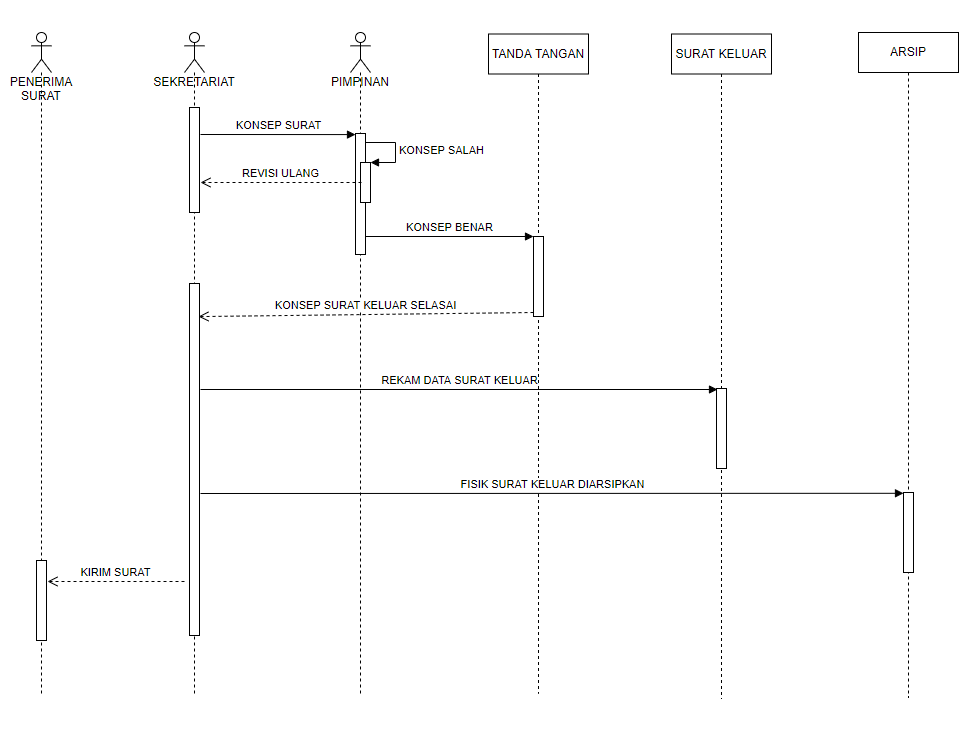 PENERIMA
SURAT
SEKRETARIAT
PIMPINAN
TANDA TANGAN
SURAT KELUAR
ARSIP
KONSEP SURAT
KONSEP SALAH
REVISI ULANG
KONSEP BENAR
KONSEP SURAT KELUAR SELASAI
REKAM DATA SURAT KELUAR
FISIK SURAT KELUAR DIARSIPKAN
KIRIM SURAT